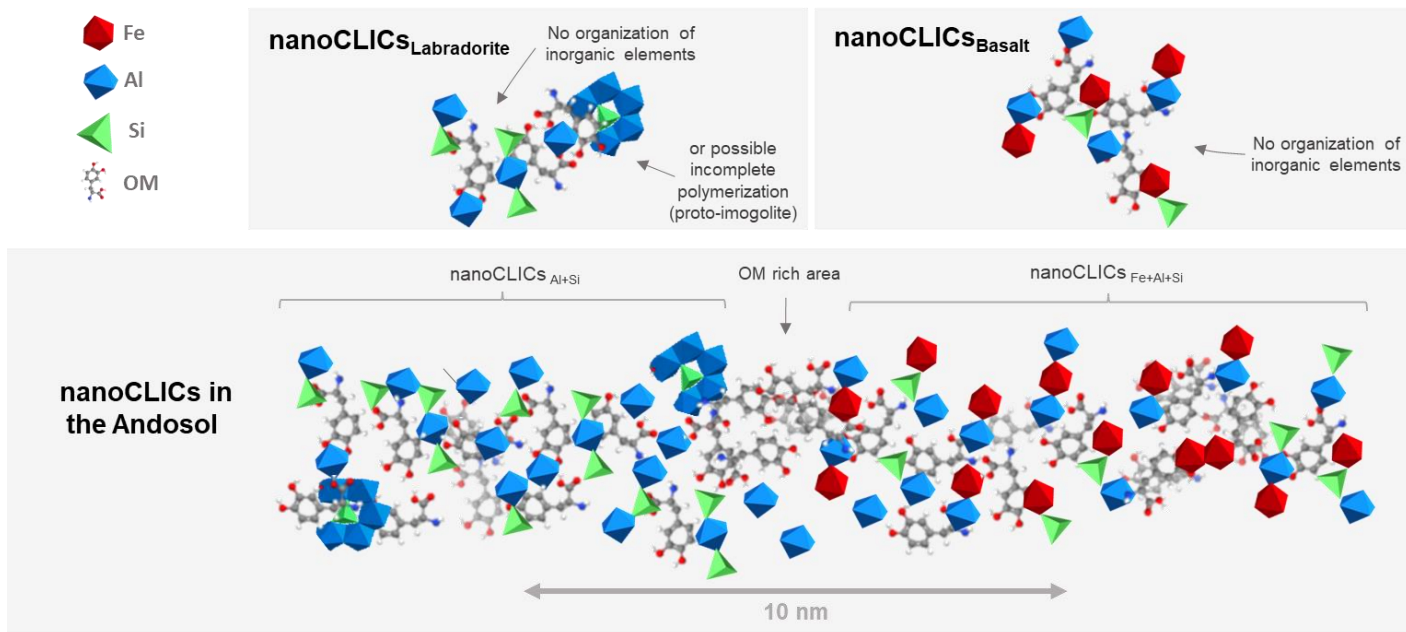 Fe
Al
Si
OM
nanoCLICsLabradorite
No organization of
inorganic elements
or possible
incomplete
polymerization
(proto-imogolite)
nanoCLICsBasalt
No organization of
inorganic elements
nanoCLICs Al+Si
OM rich area
nanoCLICs Fe+Al+Si
nanoCLICs in
the Andosol
10 nm